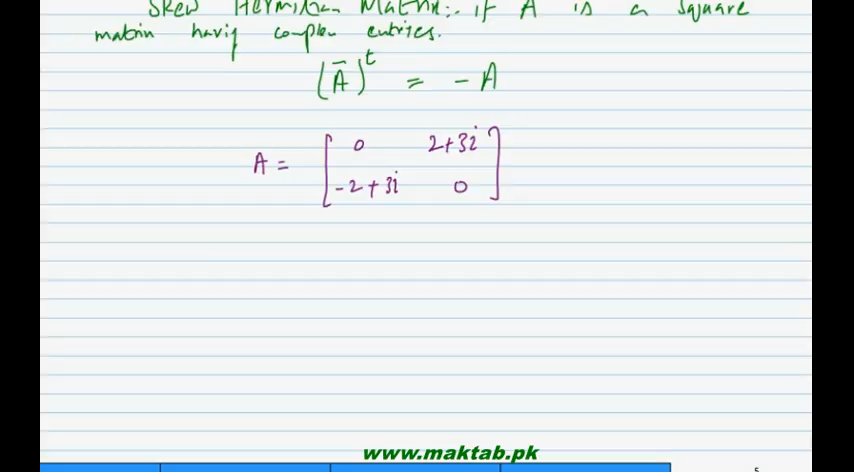 Skew Hermitian Matrix:- if A is a square
matrix having complex entries.
(Ā)ᵗ = - A
A = [ 0 2+3i
-2+3i 0 ]
www.maktab.pk
5